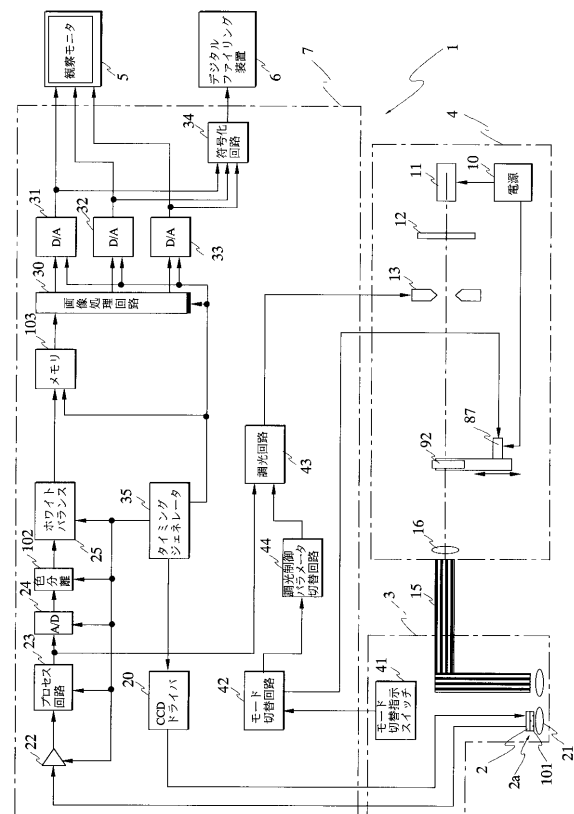 観察モニタ
5
デジタル
ファイリング
装置
6
7
1
符号化
回路
34
D/A
31
D/A
32
D/A
33
30
画像処理回路
103
メモリ
ホワイト
バランス
25
102
色分離
24
A/D
23
プロセス
回路
22
35
タイミング
ジェネレータ
20
CCD
ドライバ
調光回路
43
44
調光制御
パラメータ
切替回路
42
モード
切替回路
41
モード
切替指示
スイッチ
3
2
2a
101
21
4
11
10
電源
12
13
87
92
16
15